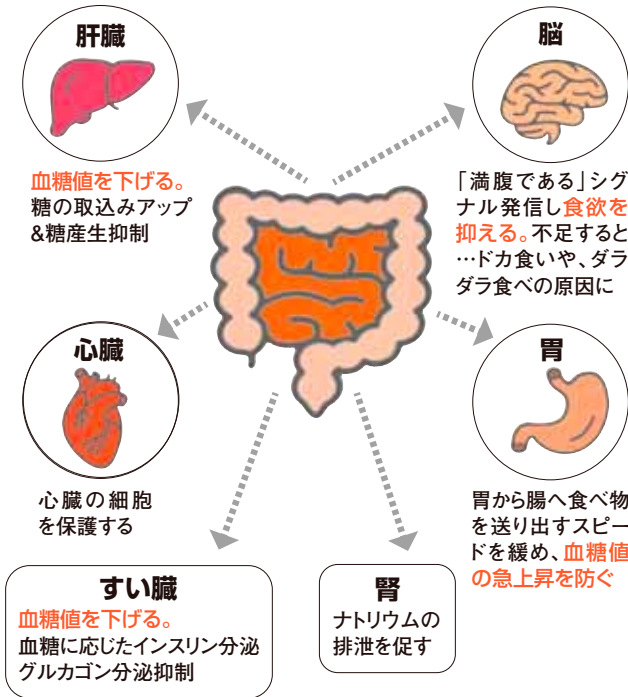 肝臓
血糖値を下げる。
糖の取込みアップ
&糖産生抑制
脳
「満腹である」シグ
ナル発信し食欲を
抑える。不足すると
…ドカ食いや、ダラ
ダラ食べの原因に
心臓
心臓の細胞
を保護する
胃
胃から腸へ食べ物
を送り出すスピー
ドを緩め、血糖値
の急上昇を防ぐ
すい臓
血糖値を下げる。
血糖に応じたインスリン分泌
グルカゴン分泌抑制
腎
ナトリウムの
排泄を促す